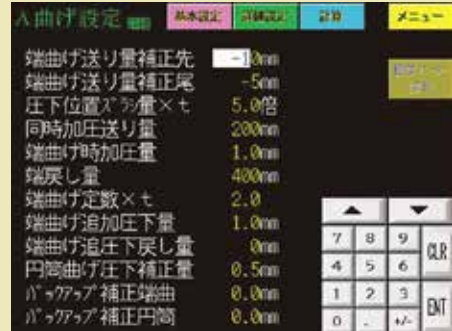 A曲げ設定 基本設定 詳細設定 計算 メニュー
端曲げ送り量補正先 -10mm
端曲げ送り量補正尾 -5mm
圧下位置ズラシ量×t 5.0倍
同時加圧送り量 200mm
端曲げ時加圧量 1.0mm
端戻し量 400mm
端曲げ定数×t 2.0
端曲げ追加圧下量 1.0mm
端曲げ追圧下戻し量 0mm
円筒曲げ圧下補正量 0.5mm
バックアップ補正端曲 0.0mm
バックアップ補正円筒 0.0mm
7 8 9 CLR
4 5 6
1 2 3 ENT
0 . +/-